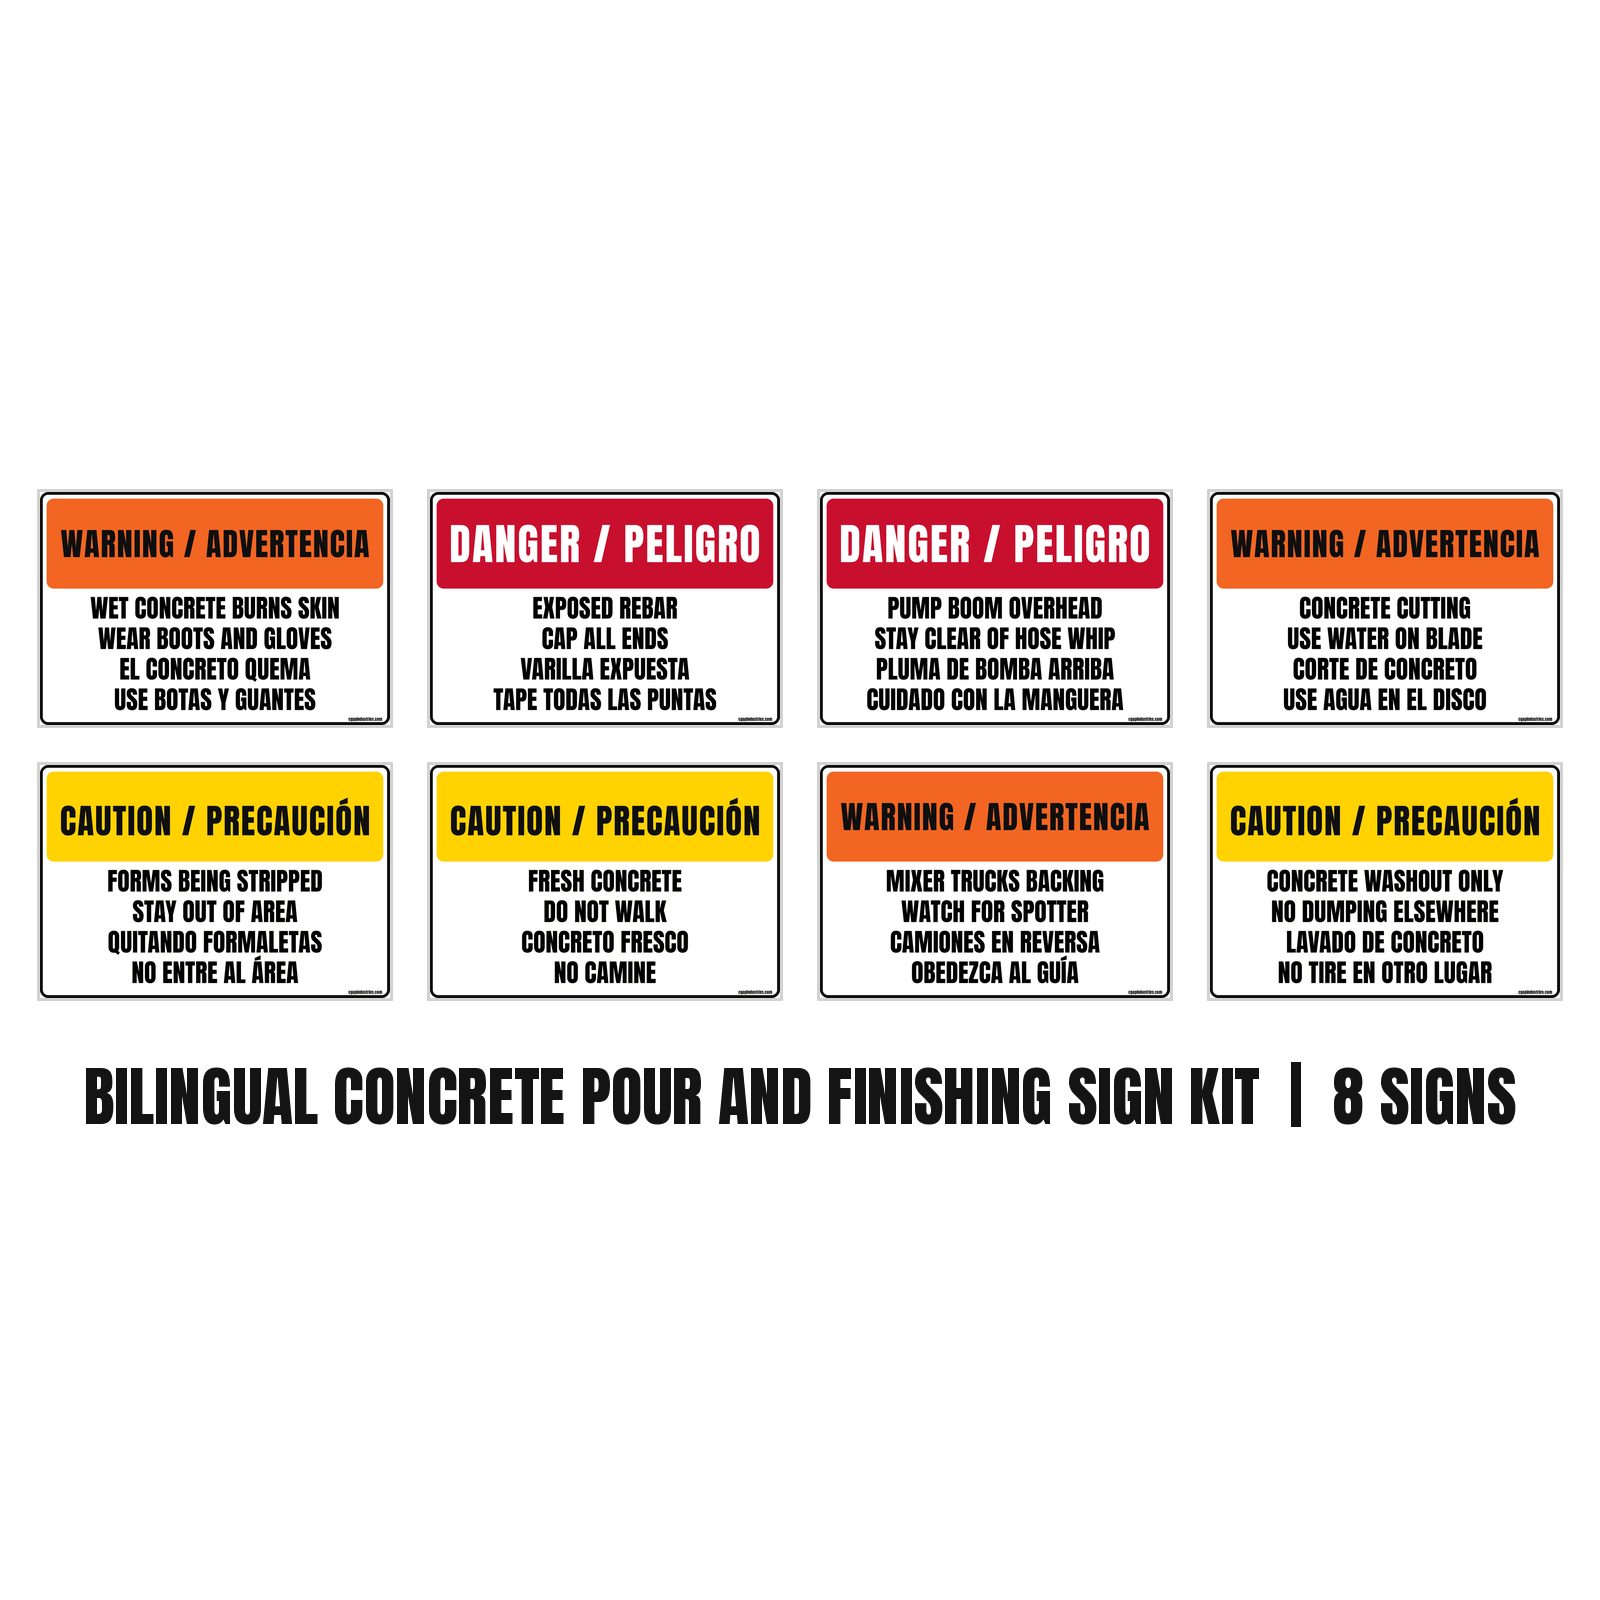 WARNING / ADVERTENCIA
WET CONCRETE BURNS SKIN
WEAR BOOTS AND GLOVES
EL CONCRETO QUEMA
USE BOTAS Y GUANTES
DANGER / PELIGRO
EXPOSED REBAR
CAP ALL ENDS
VARILLA EXPUESTA
TAPE TODAS LAS PUNTAS
DANGER / PELIGRO
PUMP BOOM OVERHEAD
STAY CLEAR OF HOSE WHIP
PLUMA DE BOMBA ARRIBA
CUIDADO CON LA MANGUERA
WARNING / ADVERTENCIA
CONCRETE CUTTING
USE WATER ON BLADE
CORTE DE CONCRETO
USE AGUA EN EL DISCO
CAUTION / PRECAUCIÓN
FORMS BEING STRIPPED
STAY OUT OF AREA
QUITANDO FORMALETAS
NO ENTRE AL ÁREA
CAUTION / PRECAUCIÓN
FRESH CONCRETE
DO NOT WALK
CONCRETO FRESCO
NO CAMINE
WARNING / ADVERTENCIA
MIXER TRUCKS BACKING
WATCH FOR SPOTTER
CAMIONES EN REVERSA
OBEDEZCA AL GUÍA
CAUTION / PRECAUCIÓN
CONCRETE WASHOUT ONLY
NO DUMPING ELSEWHERE
LAVADO DE CONCRETO
NO TIRE EN OTRO LUGAR
BILINGUAL CONCRETE POUR AND FINISHING SIGN KIT | 8 SIGNS